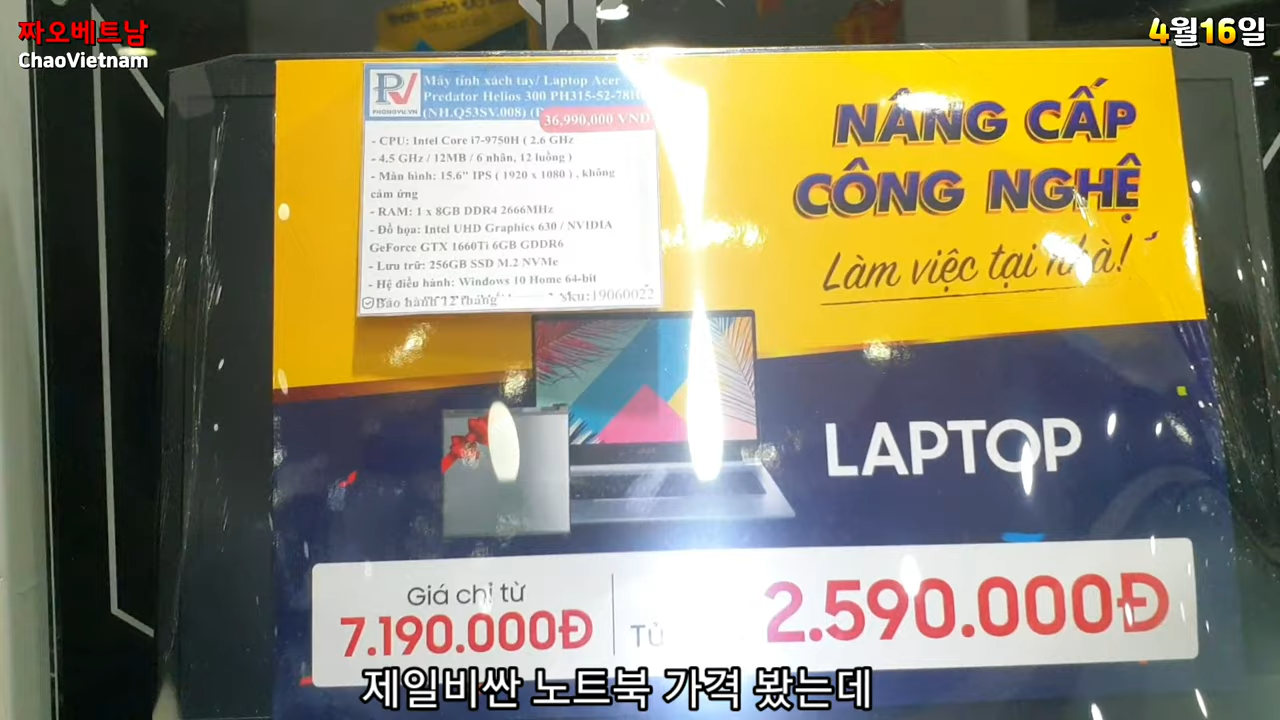 짜오베트남
ChaoVietnam
4월16일
PV
PHONGVU.VN
Máy tính xách tay/ Laptop Acer
Predator Helios 300 PH315-52-78
(NH.Q53SV.008)
36,990,000 VND
- CPU: Intel Core i7-9750H ( 2.6 GHz
- 4.5 GHz / 12MB / 6 nhân, 12 luồng )
- Màn hình: 15.6" IPS ( 1920 x 1080 ) , không
cảm ứng
- RAM: 1 x 8GB DDR4 2666MHz
- Đồ họa: Intel UHD Graphics 630 / NVIDIA
GeForce GTX 1660Ti 6GB GDDR6
- Lưu trữ: 256GB SSD M.2 NVMe
- Hệ điều hành: Windows 10 Home 64-bit
Bảo hành 12 tháng
Sku:19060022
NÂNG CẤP
CÔNG NGHỆ
Làm việc tại nhà!
LAPTOP
Giá chỉ từ
7.190.000Đ
Từ
2.590.000Đ
제일비싼 노트북 가격 봤는데